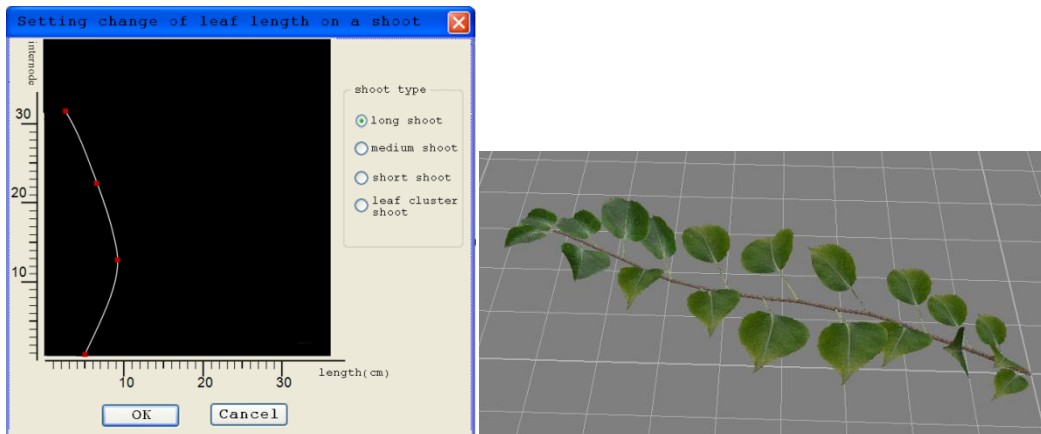 Setting change of leaf length on a shoot
internode
30
20
10
10 20 30
length(cm)
shoot type
long shoot
medium shoot
short shoot
leaf cluster
shoot
OK Cancel